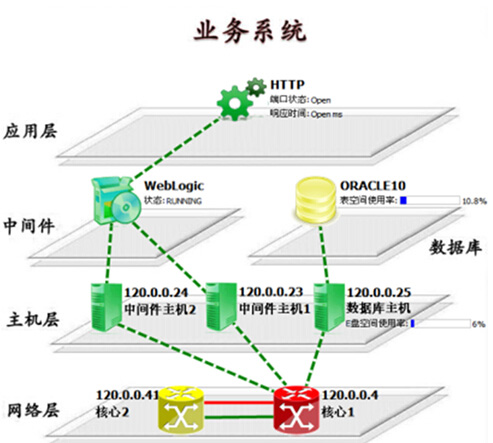 业务系统
HTTP
端口状态: Open
响应时间: Open ms
应用层
WebLogic
状态: RUNNING
ORACLE10
表空间使用率: 10.8%
中间件
数据库
120.0.0.24
中间件主机2
120.0.0.23
中间件主机1
120.0.0.25
数据库主机
E盘空间使用率: 6%
主机层
120.0.0.41
核心2
120.0.0.4
核心1
网络层